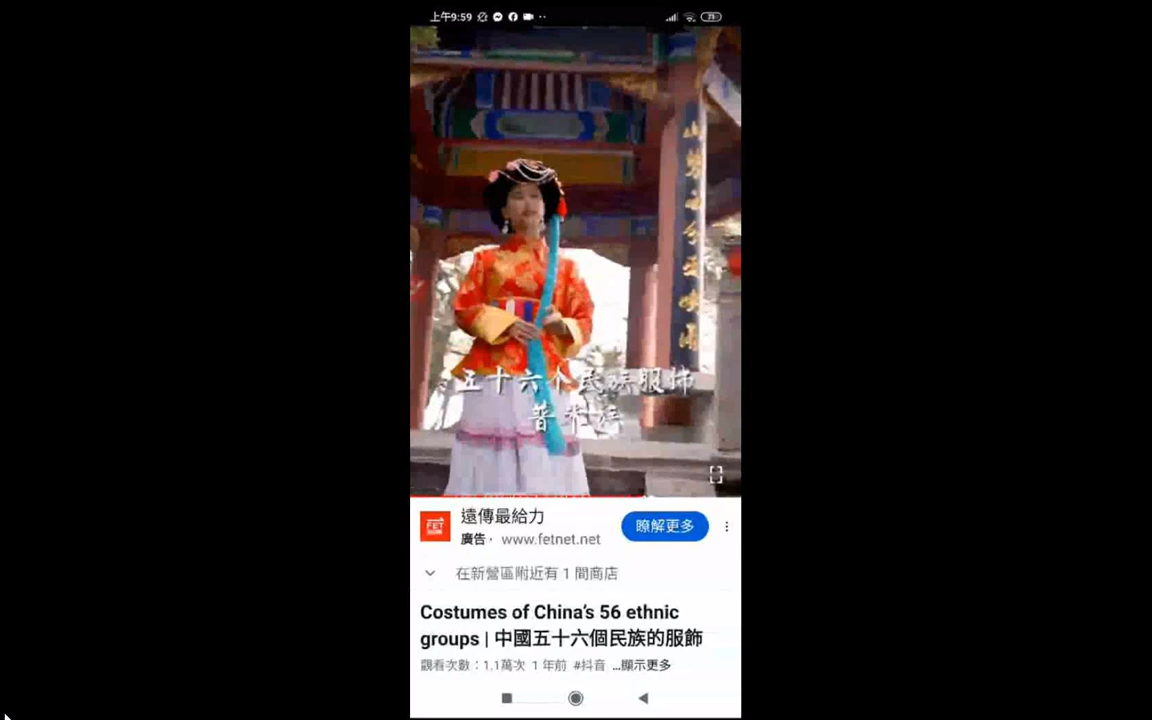 上午9:59
五十六个民族服饰
普米族
遠傳最給力
廣告· www.fetnet.net
瞭解更多
在新營區附近有 1 間商店
Costumes of China's 56 ethnic
groups | 中國五十六個民族的服飾
觀看次數：1.1萬次 1 年前 #抖音 ...顯示更多